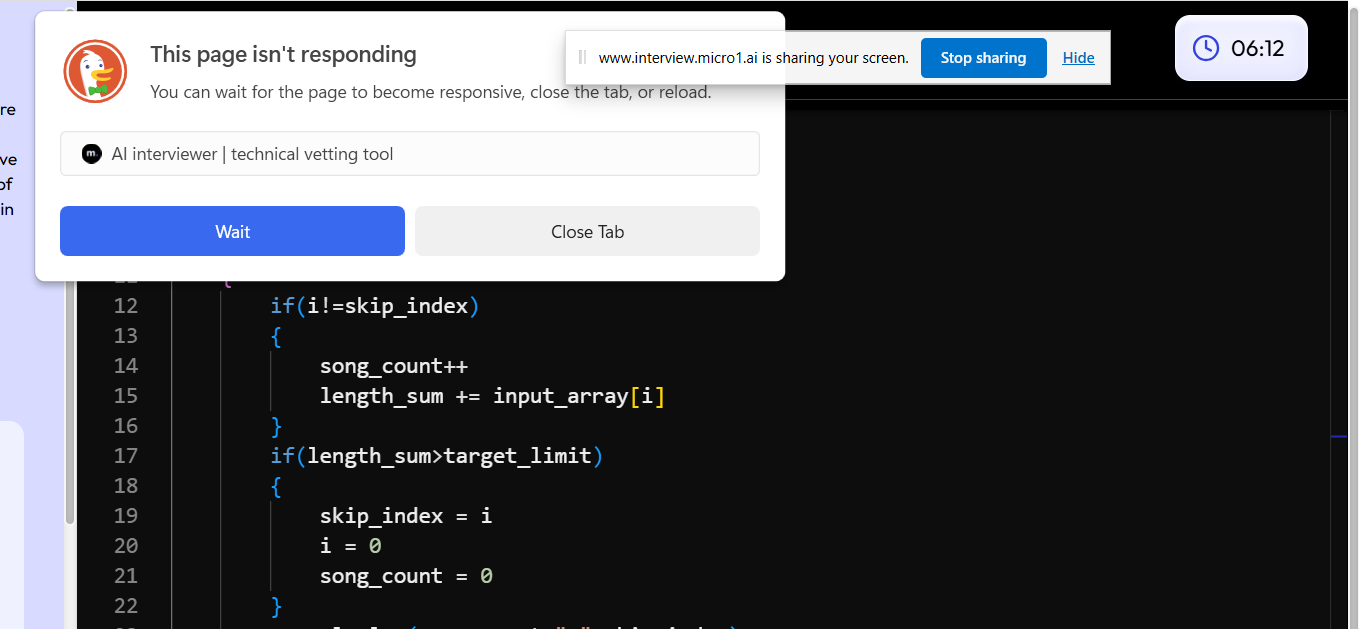 This page isn't responding
You can wait for the page to become responsive, close the tab, or reload.
m.
AI interviewer | technical vetting tool
Wait
Close Tab
www.interview.micro1.ai is sharing your screen.
Stop sharing
Hide
06:12
re
ve
of
in
{
12 if(i!=skip_index)
13 {
14 song_count++
15 length_sum += input_array[i]
16 }
17 if(length_sum>target_limit)
18 {
19 skip_index = i
20 i = 0
21 song_count = 0
22 }